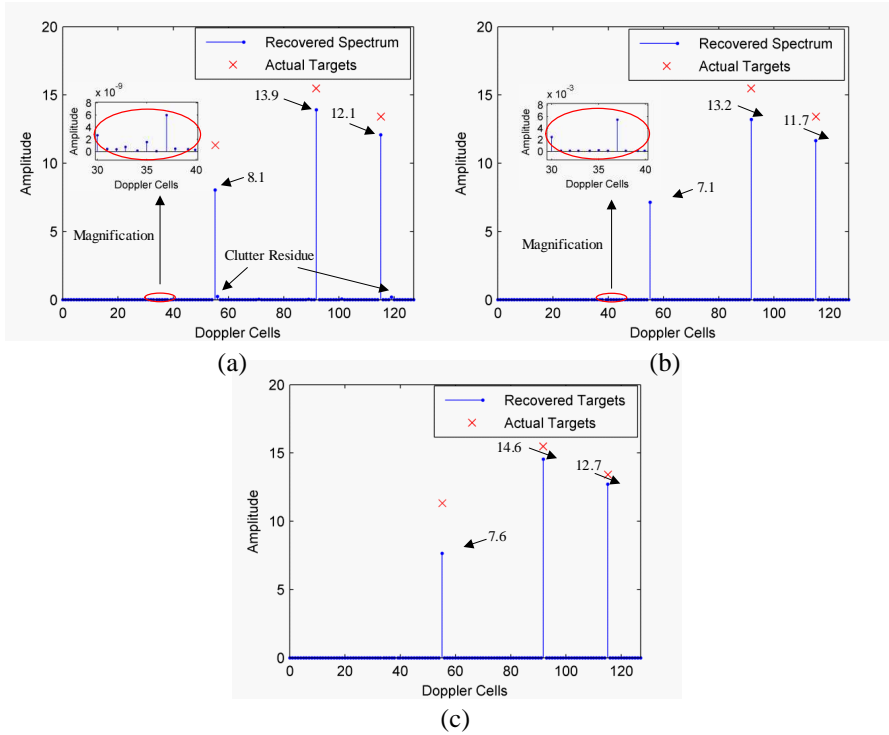 20
15
10
5
0
Amplitude
Recovered Spectrum
Actual Targets
x 10 -9
8
6
4
2
0
Amplitude
30 35 40
Doppler Cells
13.9
12.1
8.1
Magnification
Clutter Residue
0 20 40 60 80 100 120
Doppler Cells
(a)
20
15
10
5
0
Amplitude
Recovered Spectrum
Actual Targets
x 10 -3
8
6
4
2
0
Amplitude
30 35 40
Doppler Cells
13.2
11.7
7.1
Magnification
0 20 40 60 80 100 120
Doppler Cells
(b)
20
15
10
5
0
Amplitude
Recovered Targets
Actual Targets
14.6
12.7
7.6
0 20 40 60 80 100 120
Doppler Cells
(c)